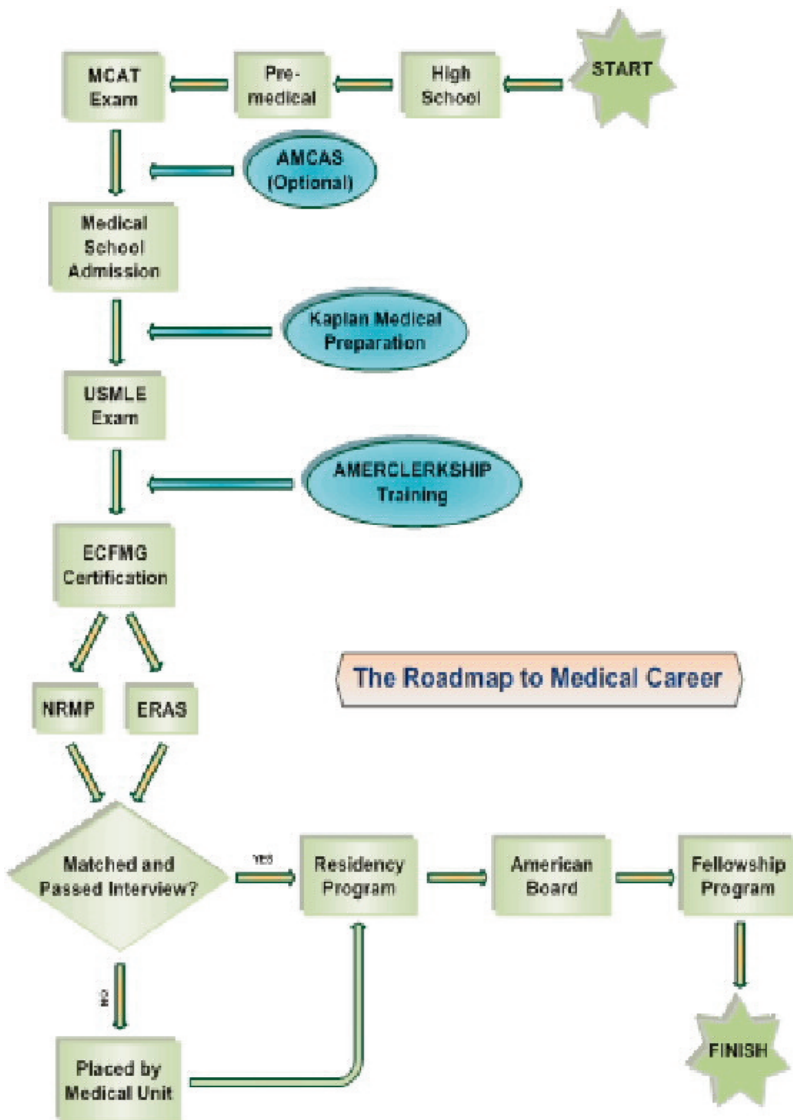 START
High
School
Pre-
medical
MCAT
Exam
AMCAS
(Optional)
Medical
School
Admission
Kaplan Medical
Preparation
USMLE
Exam
AMERCLERKSHIP
Training
ECFMG
Certification
The Roadmap to Medical Career
NRMP
ERAS
Matched and
Passed Interview?
YES
Residency
Program
American
Board
Fellowship
Program
NO
Placed by
Medical Unit
FINISH